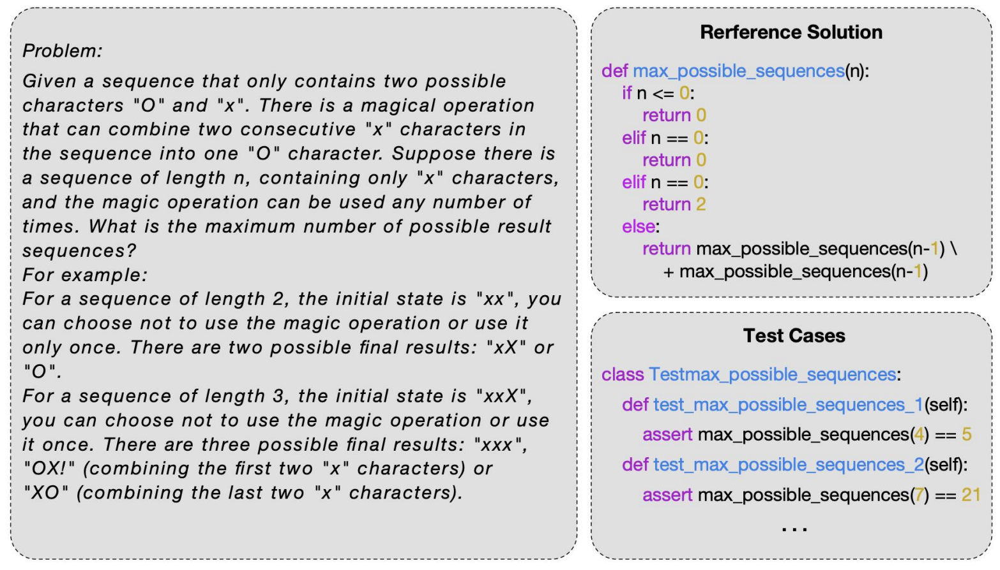 Problem:
Given a sequence that only contains two possible
characters "O" and "x". There is a magical operation
that can combine two consecutive "x" characters in
the sequence into one "O" character. Suppose there is
a sequence of length n, containing only "x" characters,
and the magic operation can be used any number of
times. What is the maximum number of possible result
sequences?
For example:
For a sequence of length 2, the initial state is "xx", you
can choose not to use the magic operation or use it
only once. There are two possible final results: "xX" or
"O".
For a sequence of length 3, the initial state is "xxX",
you can choose not to use the magic operation or use
it once. There are three possible final results: "xxx",
"OX!" (combining the first two "x" characters) or
"XO" (combining the last two "x" characters).
Rerference Solution
def max_possible_sequences(n):
if n <= 0:
return 0
elif n == 0:
return 0
elif n == 0:
return 2
else:
return max_possible_sequences(n-1) \
+ max_possible_sequences(n-1)
Test Cases
class Testmax_possible_sequences:
def test_max_possible_sequences_1(self):
assert max_possible_sequences(4) == 5
def test_max_possible_sequences_2(self):
assert max_possible_sequences(7) == 21
...